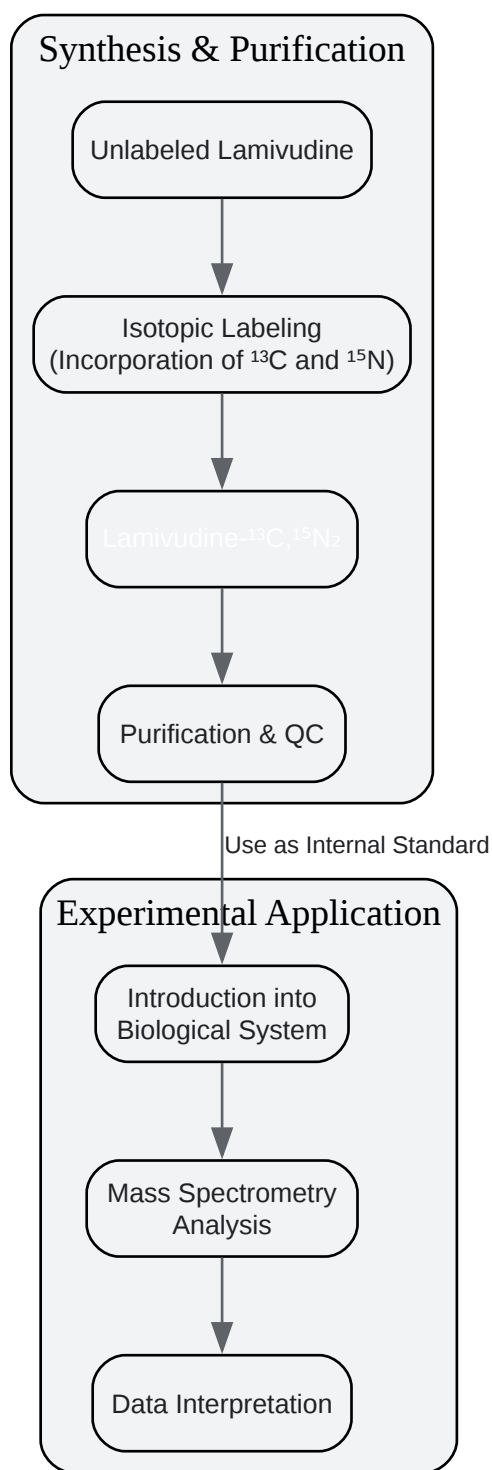 Synthesis & Purification
Unlabeled Lamivudine
Isotopic Labeling
(Incorporation of ¹³C and ¹⁵N)
Lamivudine-¹³C,¹⁵N₂
Purification & QC
Use as Internal Standard
Experimental Application
Introduction into
Biological System
Mass Spectrometry
Analysis
Data Interpretation